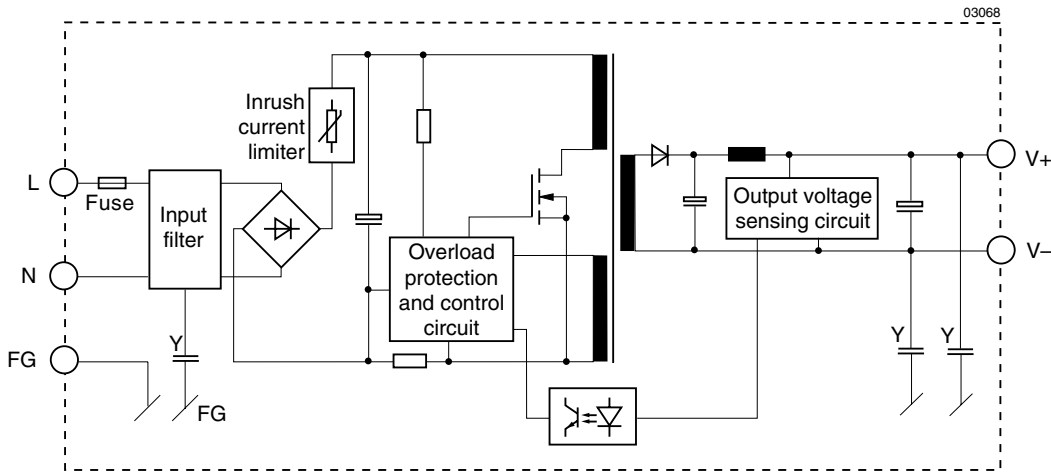 03068
Inrush
current
limiter
L
Fuse
Input
filter
N
FG
Y
FG
Overload
protection
and control
circuit
Output voltage
sensing circuit
V+
V–
Y
Y